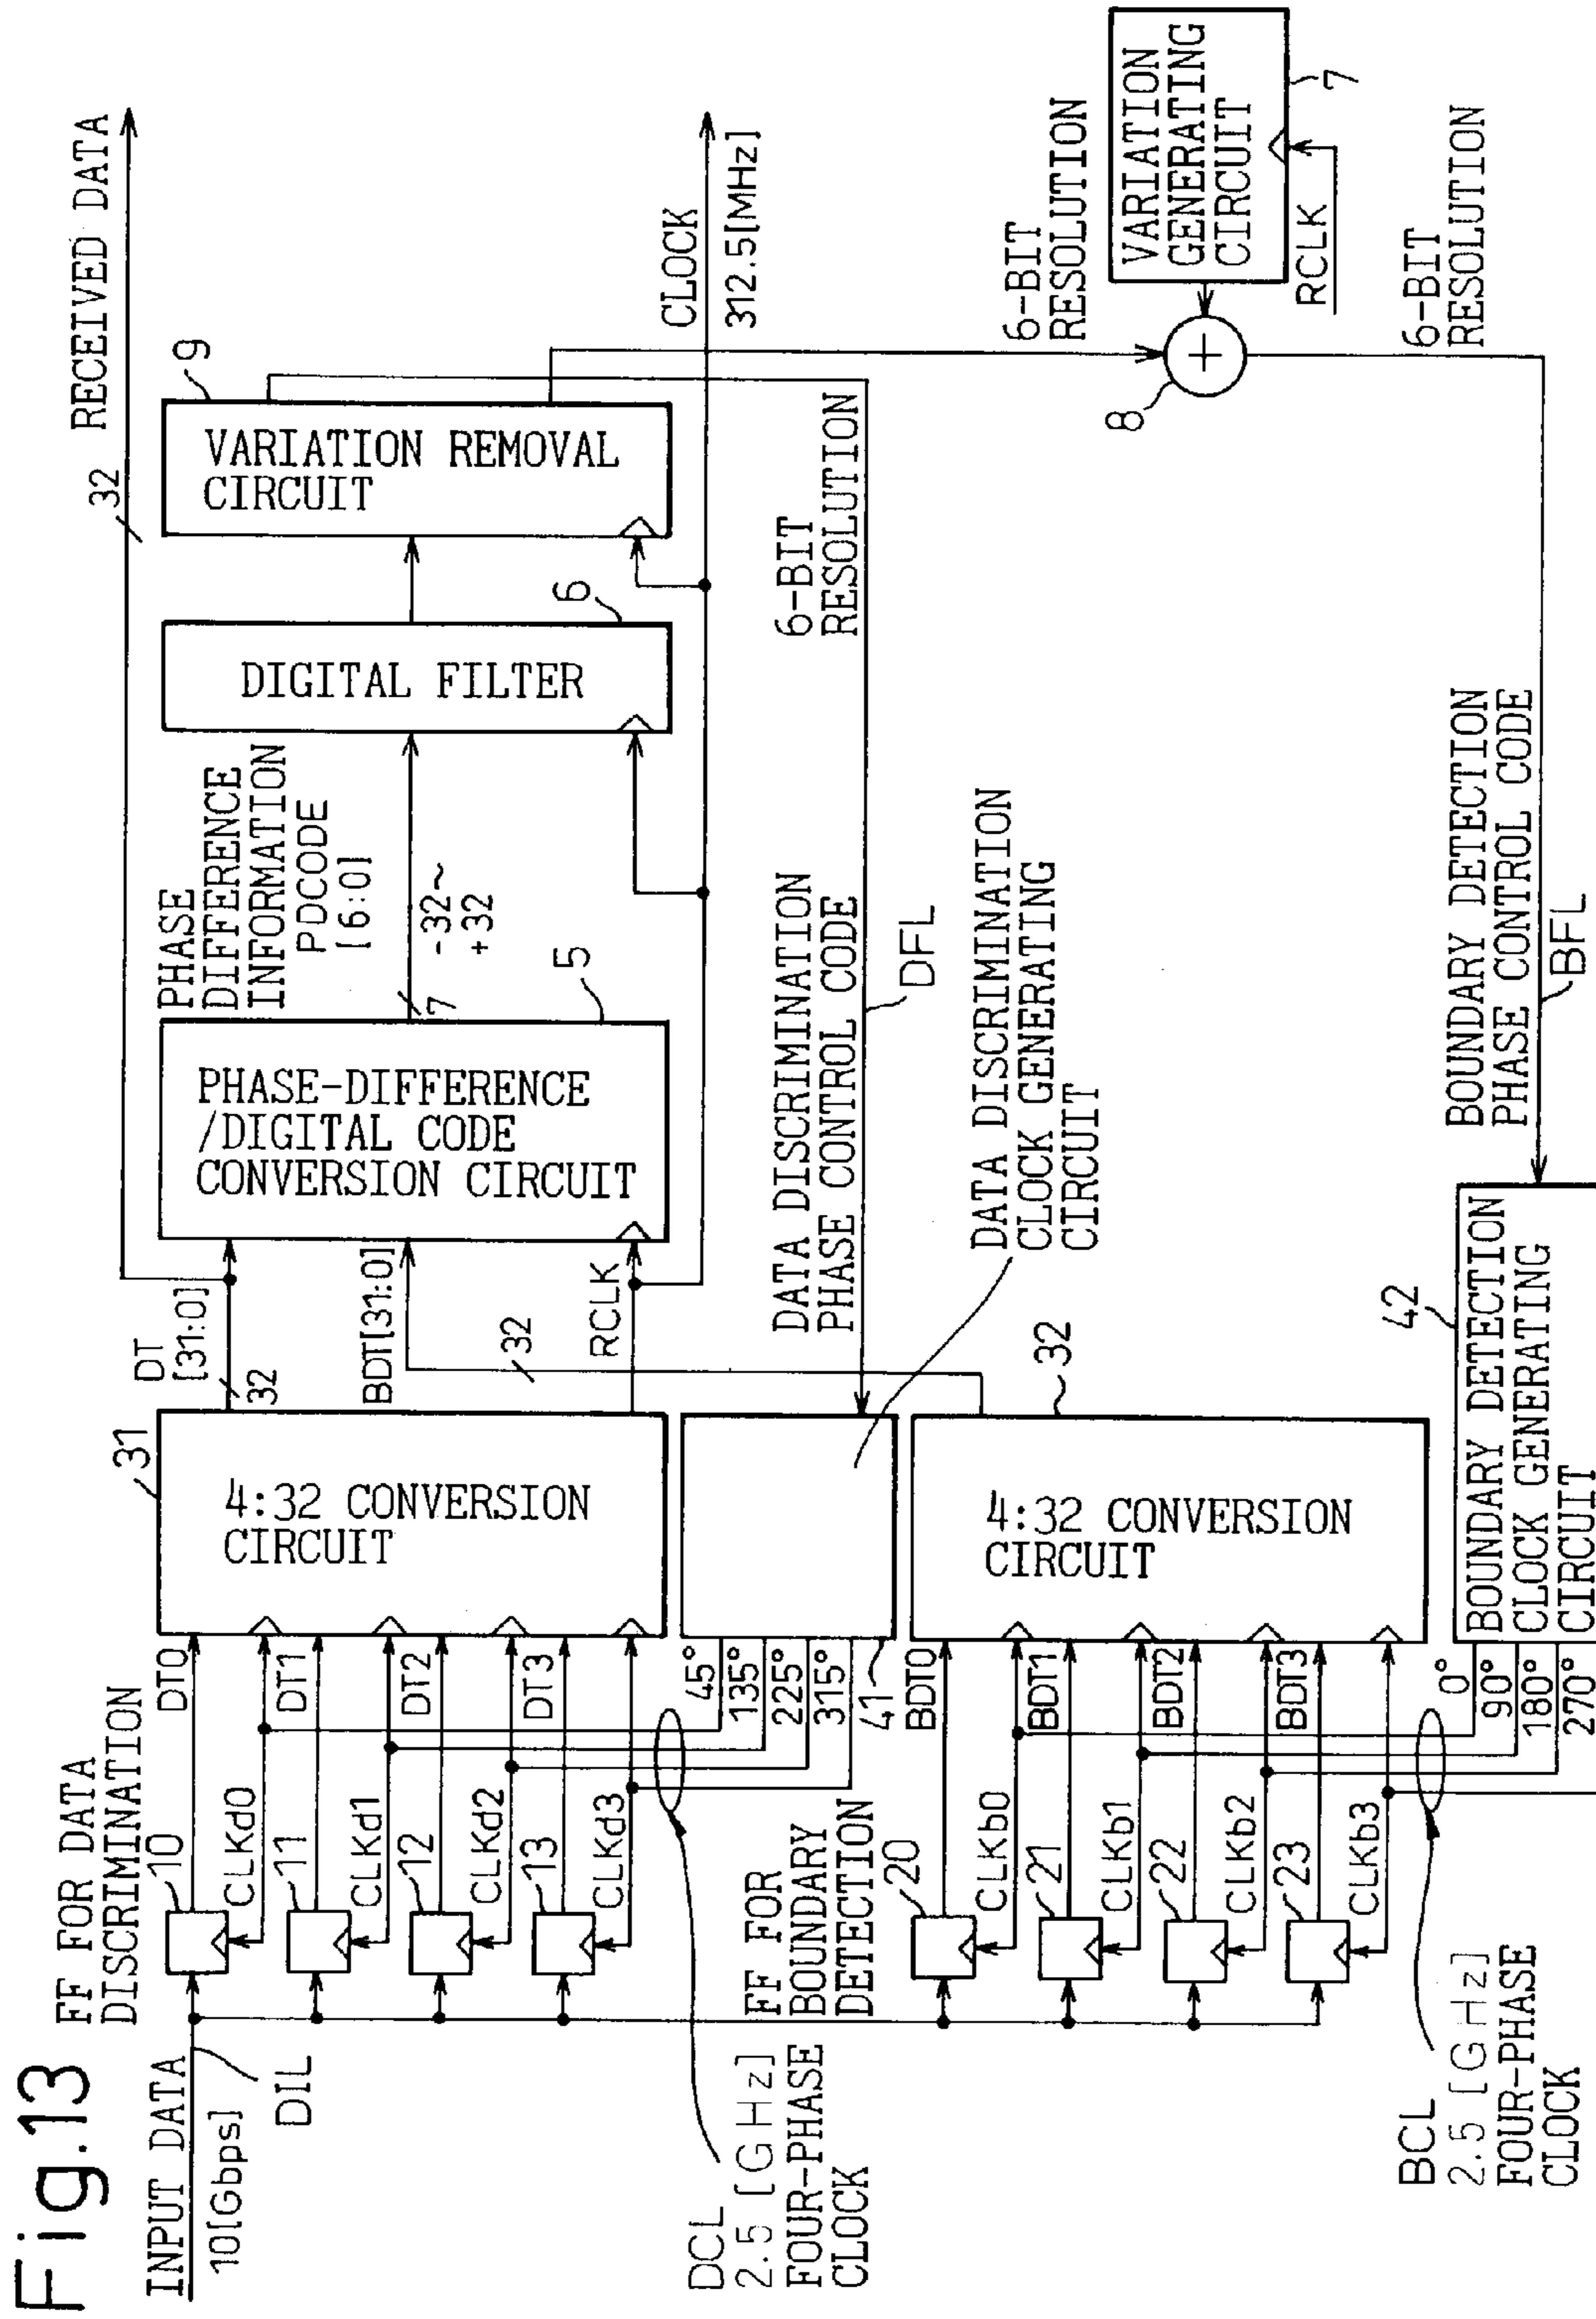 Fig.13
INPUT DATA
10[Gbps]
DIL
FF FOR DATA
DISCRIMINATION
10
CLKd0
11
CLKd1
12
CLKd2
13
CLKd3
DT0
DT1
DT2
DT3
31
4:32 CONVERSION
CIRCUIT
DT
[31:0]
32
BDT[31:0]
32
RCLK
RECEIVED DATA
32
PHASE-DIFFERENCE
/DIGITAL CODE
CONVERSION CIRCUIT
5
PHASE
DIFFERENCE
INFORMATION
PDCODE
[6:0]
7
-32~
+32
DIGITAL FILTER
6
VARIATION REMOVAL
CIRCUIT
9
CLOCK
312.5[MHz]
45°
135°
225°
315°
41
DCL
2.5[GHz]
FOUR-PHASE
CLOCK
DATA DISCRIMINATION
PHASE CONTROL CODE
DFL
6-BIT
RESOLUTION
DATA DISCRIMINATION
CLOCK GENERATING
CIRCUIT
FF FOR
BOUNDARY
DETECTION
20
CLKb0
21
CLKb1
22
CLKb2
23
CLKb3
BDT0
BDT1
BDT2
BDT3
32
4:32 CONVERSION
CIRCUIT
6-BIT
RESOLUTION
8
+
VARIATION
GENERATING
CIRCUIT
7
RCLK
6-BIT
RESOLUTION
BCL
2.5[GHz]
FOUR-PHASE
CLOCK
0°
90°
180°
270°
42
BOUNDARY DETECTION
CLOCK GENERATING
CIRCUIT
BOUNDARY DETECTION
PHASE CONTROL CODE
BFL